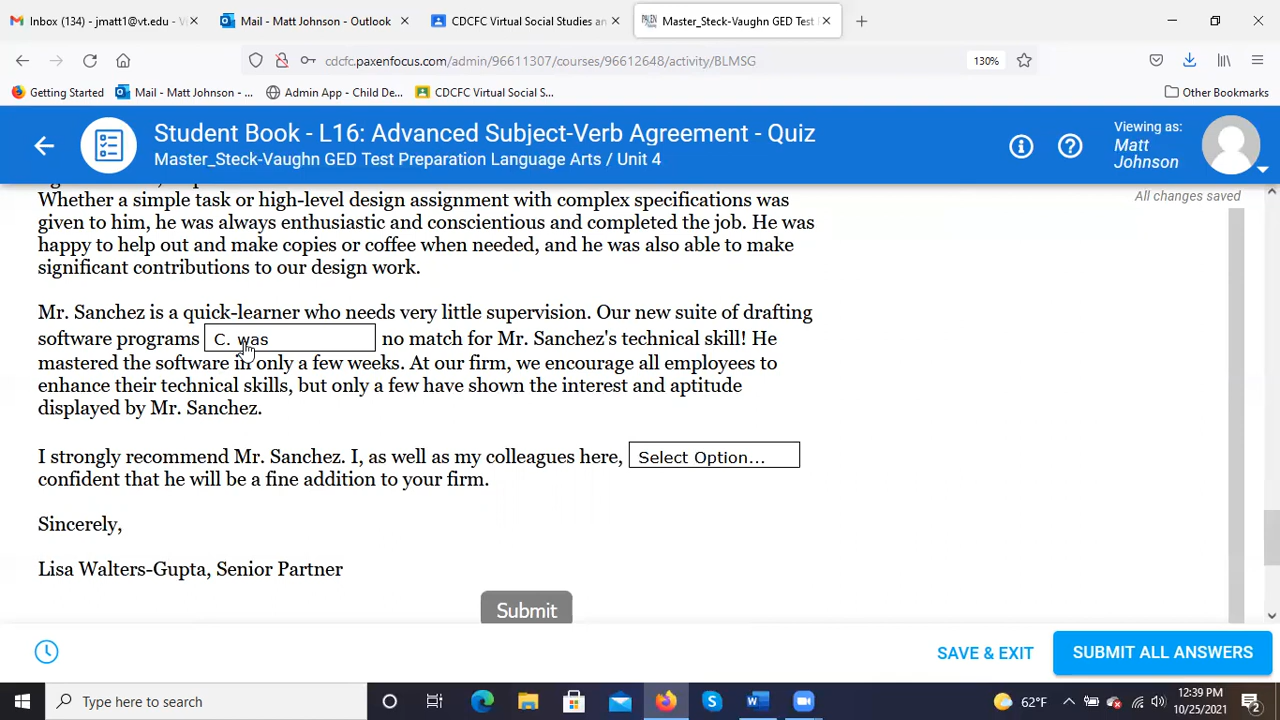 Inbox (134) - jmatt1@vt.edu - Vi
Mail - Matt Johnson - Outlook
CDCFC Virtual Social Studies an
Master_Steck-Vaughn GED Test
cdcfc.paxenfocus.com/admin/96611307/courses/96612648/activity/BLMSG
130%
Getting Started
Mail - Matt Johnson - ...
Admin App - Child De...
CDCFC Virtual Social S...
Other Bookmarks
Student Book - L16: Advanced Subject-Verb Agreement - Quiz
Master_Steck-Vaughn GED Test Preparation Language Arts / Unit 4
Viewing as:
Matt
Johnson
All changes saved
Whether a simple task or high-level design assignment with complex specifications was
given to him, he was always enthusiastic and conscientious and completed the job. He was
happy to help out and make copies or coffee when needed, and he was also able to make
significant contributions to our design work.
Mr. Sanchez is a quick-learner who needs very little supervision. Our new suite of drafting
software programs C. was no match for Mr. Sanchez's technical skill! He
mastered the software in only a few weeks. At our firm, we encourage all employees to
enhance their technical skills, but only a few have shown the interest and aptitude
displayed by Mr. Sanchez.
I strongly recommend Mr. Sanchez. I, as well as my colleagues here, Select Option...
confident that he will be a fine addition to your firm.
Sincerely,
Lisa Walters-Gupta, Senior Partner
Submit
SAVE & EXIT
SUBMIT ALL ANSWERS
Type here to search
62°F
12:39 PM
10/25/2021
2